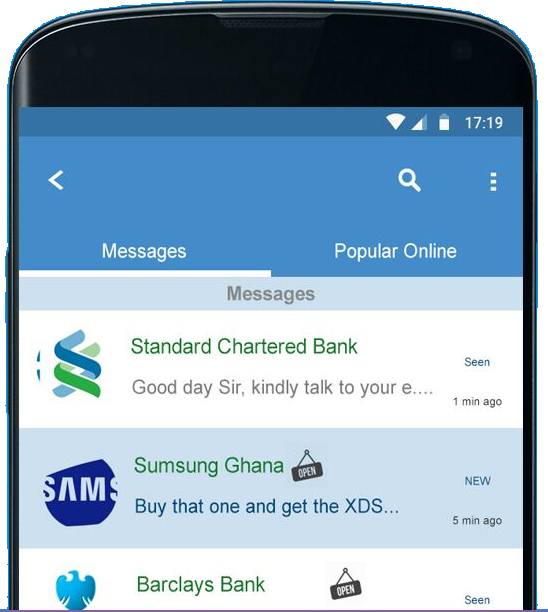 17:19
Messages
Popular Online
Messages
Standard Chartered Bank
Seen
Good day Sir, kindly talk to your e....
1 min ago
SAMS
Sumsung Ghana
OPEN
NEW
Buy that one and get the XDS...
5 min ago
Barclays Bank
OPEN
Seen